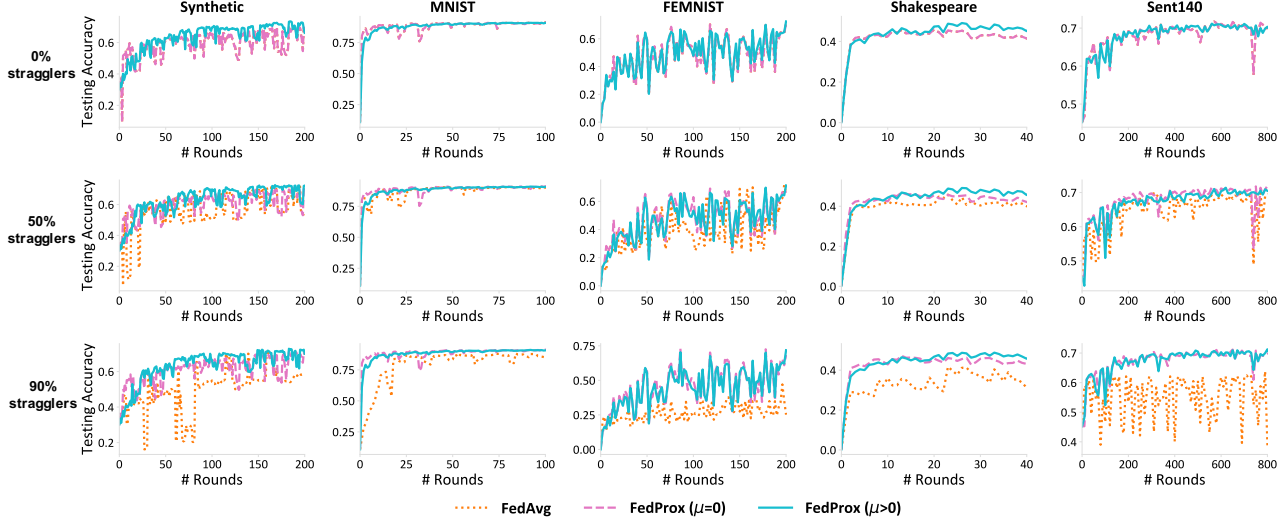 Synthetic MNIST FEMNIST Shakespeare Sent140
0%
stragglers
Testing Accuracy
0.6
0.4
0.2
0 50 100 150 200
# Rounds
0.75
0.50
0.25
0 25 50 75 100
# Rounds
0.6
0.4
0.2
0.0
0 50 100 150 200
# Rounds
0.4
0.2
0.0
0 10 20 30 40
# Rounds
0.7
0.6
0.5
0 200 400 600 800
# Rounds
50%
stragglers
Testing Accuracy
0.6
0.4
0.2
0 50 100 150 200
# Rounds
0.75
0.50
0.25
0 25 50 75 100
# Rounds
0.6
0.4
0.2
0.0
0 50 100 150 200
# Rounds
0.4
0.2
0.0
0 10 20 30 40
# Rounds
0.7
0.6
0.5
0 200 400 600 800
# Rounds
90%
stragglers
Testing Accuracy
0.6
0.4
0.2
0 50 100 150 200
# Rounds
0.75
0.50
0.25
0 25 50 75 100
# Rounds
0.75
0.50
0.25
0.00
0 50 100 150 200
# Rounds
0.4
0.2
0.0
0 10 20 30 40
# Rounds
0.7
0.6
0.5
0.4
0 200 400 600 800
# Rounds
FedAvg FedProx (μ=0) FedProx (μ>0)